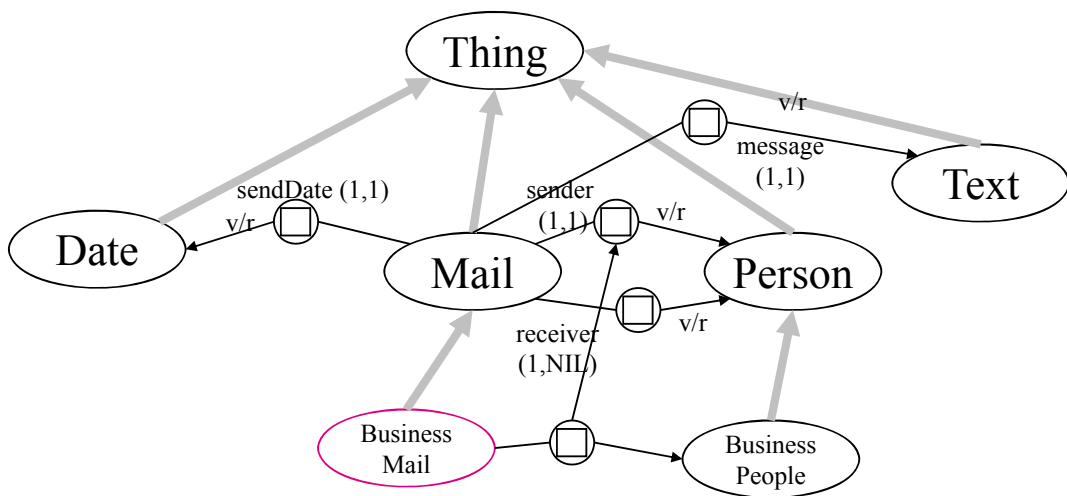 Thing
v/r
message
(1,1)
Text
sendDate (1,1)
sender
(1,1)
v/r
v/r
Date
Mail
Person
receiver
(1,NIL)
v/r
Business
Mail
Business
People